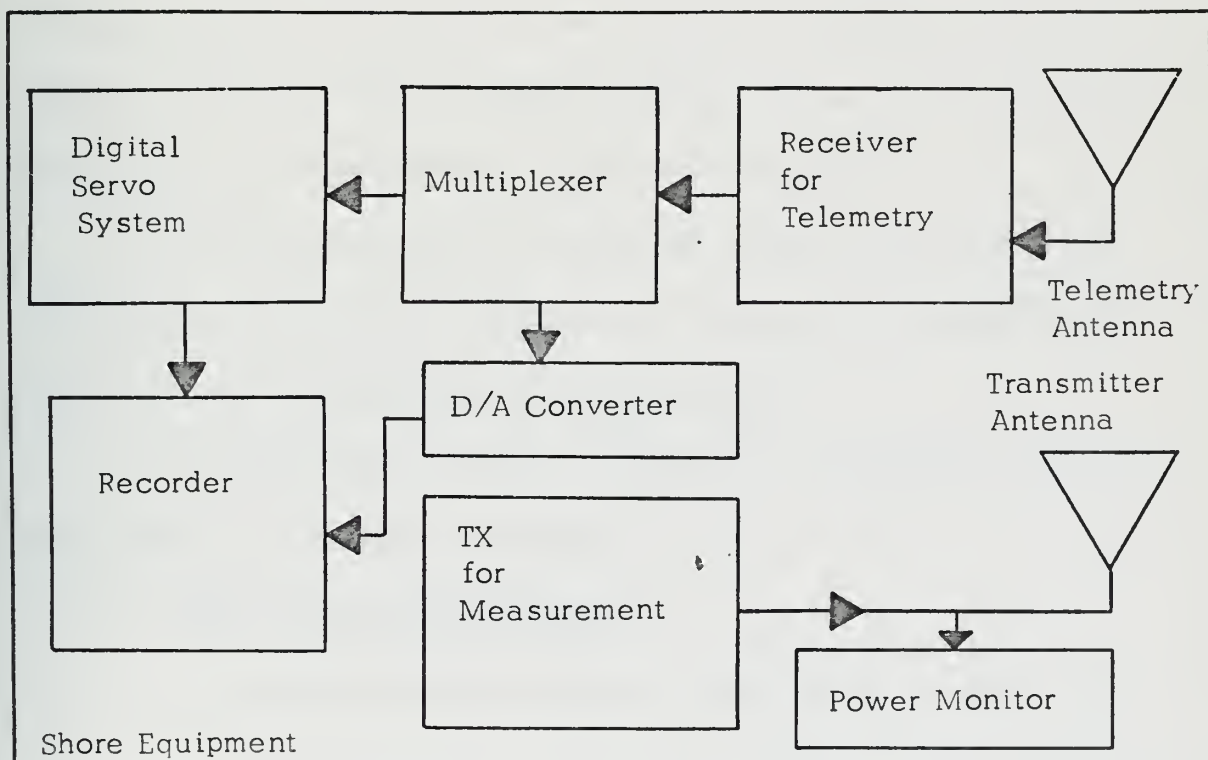 Digital
Servo
System
Multiplexer
Receiver
for
Telemetry
Telemetry
Antenna
D/A Converter
Transmitter
Antenna
Recorder
TX
for
Measurement
Power Monitor
Shore Equipment